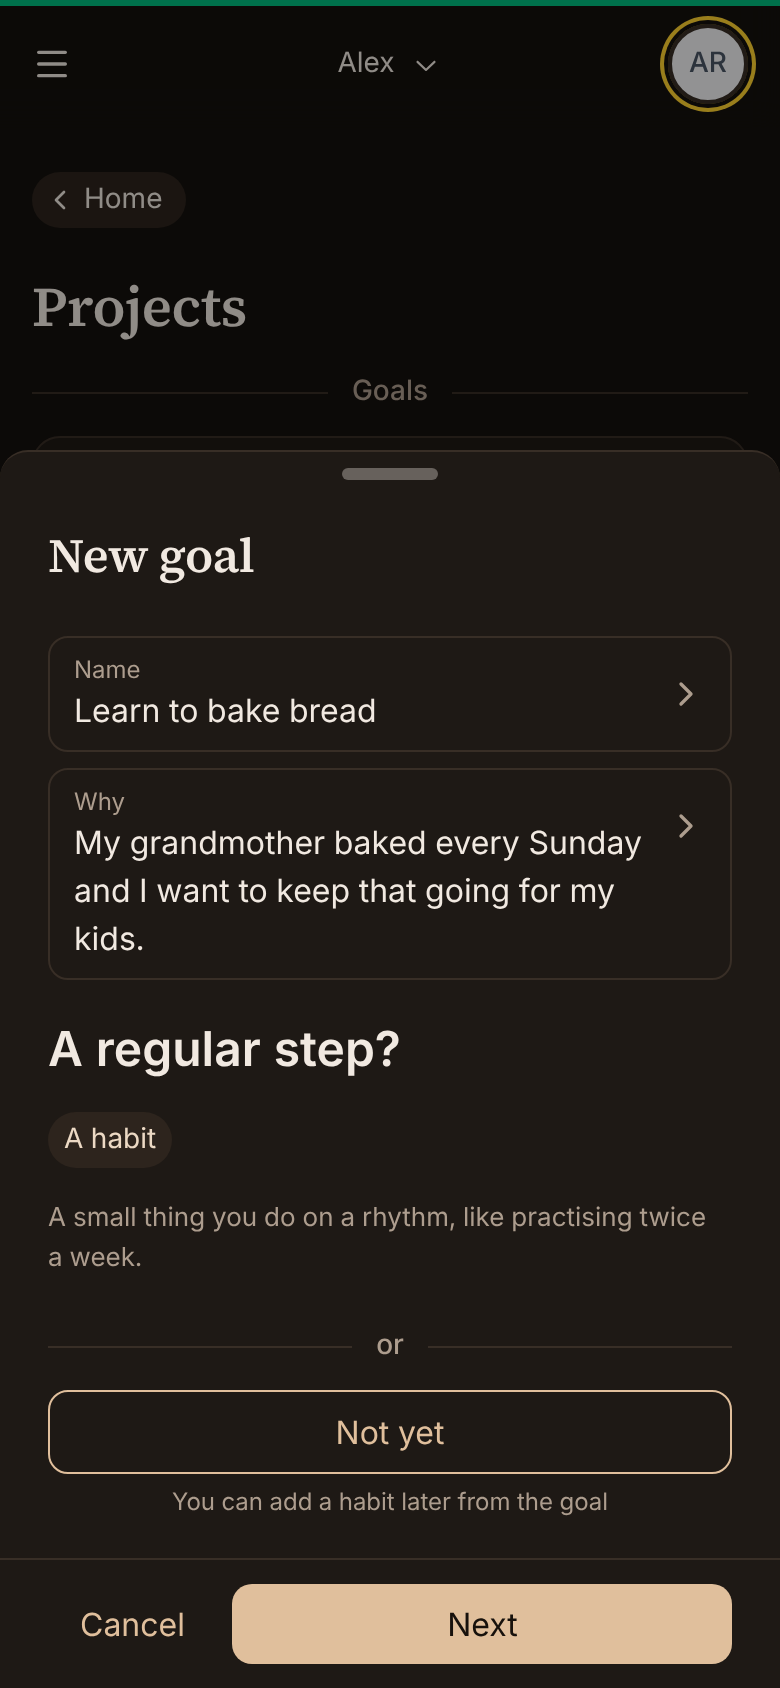 Alex
AR
Home
Projects
Goals
New goal
Name
Learn to bake bread
Why
My grandmother baked every Sunday
and I want to keep that going for my
kids.
A regular step?
A habit
A small thing you do on a rhythm, like practising twice
a week.
or
Not yet
You can add a habit later from the goal
Cancel
Next